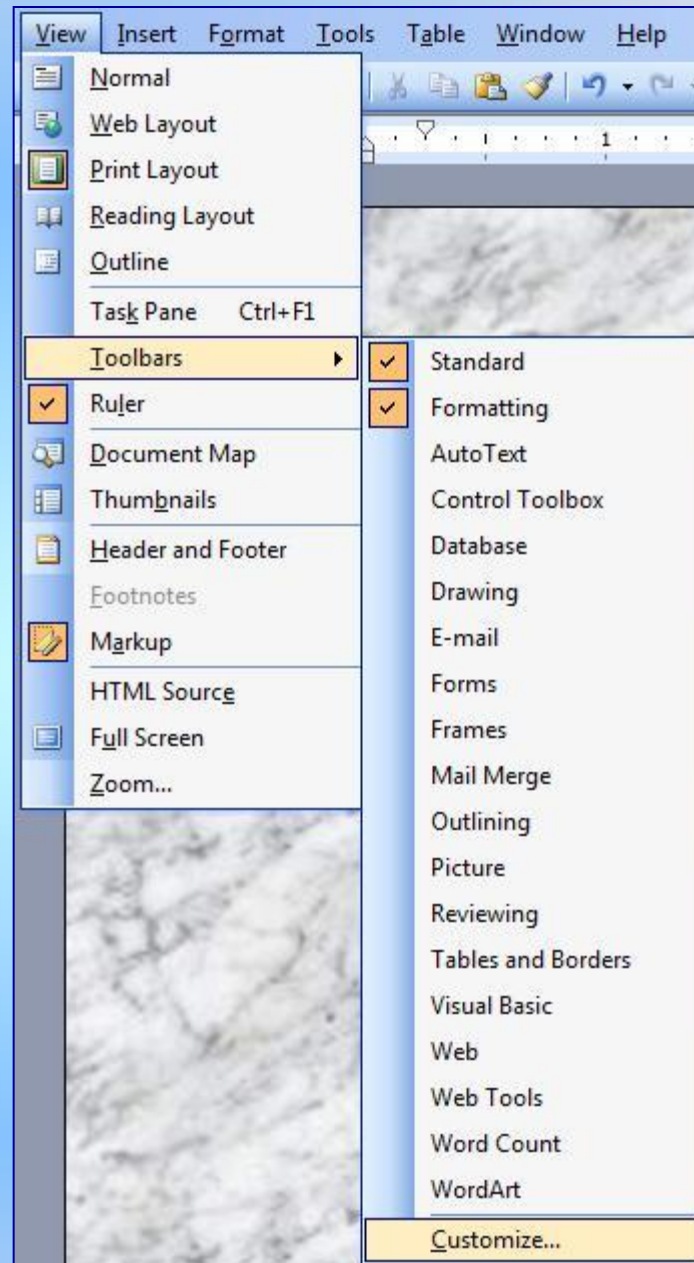 View Insert Format Tools Table Window Help
1
Normal
Web Layout
Print Layout
Reading Layout
Outline
Task Pane Ctrl+F1
Toolbars
Ruler
Document Map
Thumbnails
Header and Footer
Footnotes
Markup
HTML Source
Full Screen
Zoom...
Standard
Formatting
AutoText
Control Toolbox
Database
Drawing
E-mail
Forms
Frames
Mail Merge
Outlining
Picture
Reviewing
Tables and Borders
Visual Basic
Web
Web Tools
Word Count
WordArt
Customize...